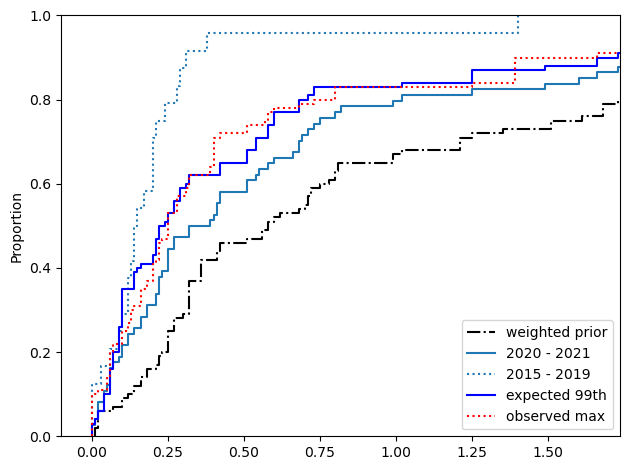 1.0
0.8
0.6
0.4
0.2
0.0
Proportion
0.00 0.25 0.50 0.75 1.00 1.25 1.50
weighted prior
2020 - 2021
2015 - 2019
expected 99th
observed max